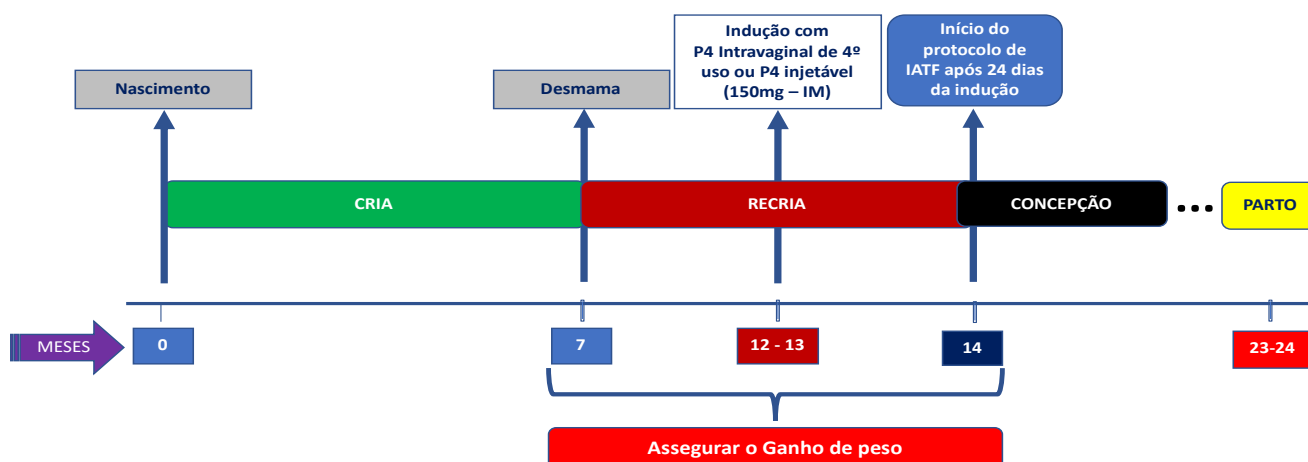 Nascimento
Desmama
Indução com
P4 Intravaginal de 4º
uso ou P4 injetável
(150mg – IM)
Início do
protocolo de
IATF após 24 dias
da indução
CRIA
RECRIA
CONCEPÇÃO
...
PARTO
MESES
0
7
12 - 13
14
23-24
Assegurar o Ganho de peso